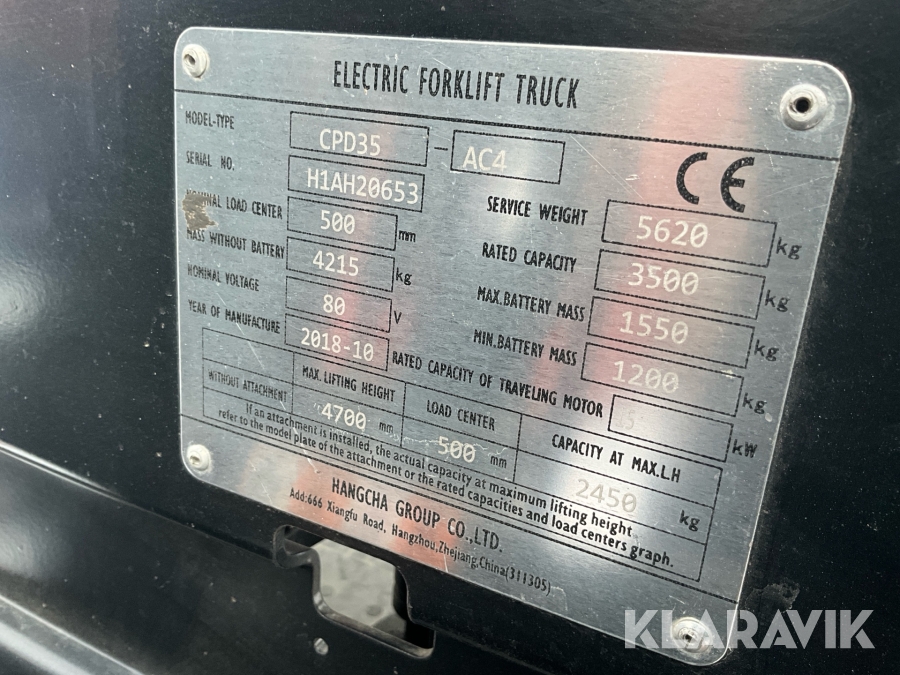 ELECTRIC FORKLIFT TRUCK
MODEL-TYPE CPD35 - AC4
CE
SERIAL NO. H1AH20653
SERVICE WEIGHT 5620 kg
NOMINAL LOAD CENTER 500 mm
RATED CAPACITY 3500 kg
MASS WITHOUT BATTERY 4215 kg
MAX.BATTERY MASS 1550 kg
NOMINAL VOLTAGE 80 V
MIN.BATTERY MASS 1200 kg
YEAR OF MANUFACTURE 2018-10
RATED CAPACITY OF TRAVELING MOTOR kW
MAX. LIFTING HEIGHT LOAD CENTER CAPACITY AT MAX.LH
WITHOUT ATTACHMENT 4700 mm 500 mm 2450 kg
If an attachment is installed, the actual capacity at maximum lifting height
refer to the model plate of the attachment or the rated capacities and load centers graph.
HANGCHA GROUP CO.,LTD.
Add:666 Xiangfu Road, Hangzhou,Zhejiang,China(311305)
KLARAVIK